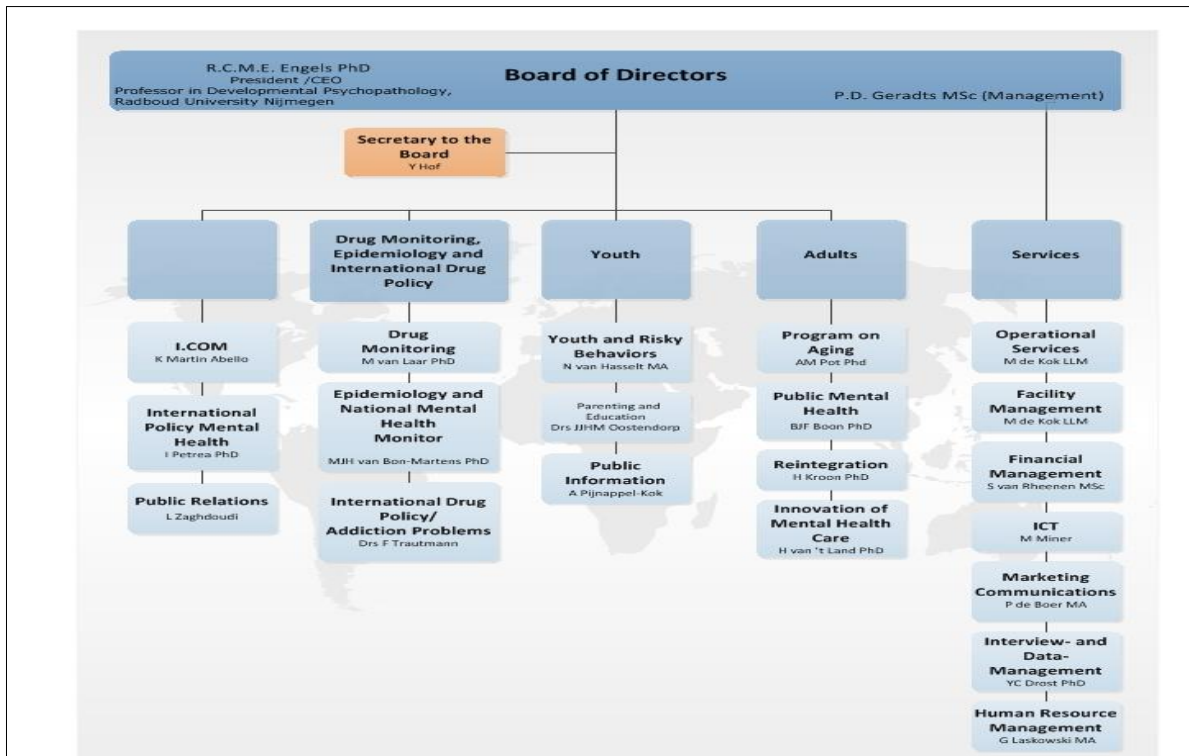 R.C.M.E. Engels PhD
President /CEO
Professor in Developmental Psychopathology,
Radboud University Nijmegen
Board of Directors
P.D. Geradts MSc (Management)
Secretary to the
Board
Y Hof
Drug Monitoring,
Epidemiology and
International Drug
Policy
Youth
Adults
Services
I.COM
K Martin Abello
International
Policy Mental
Health
I Petrea PhD
Public Relations
L Zaghdoudi
Drug
Monitoring
M van Laar PhD
Epidemiology and
National Mental
Health
Monitor
MJH van Bon-Martens PhD
International Drug
Policy/
Addiction Problems
Drs F Trautmann
Youth and Risky
Behaviors
N van Hasselt MA
Parenting and
Education
Drs JJHM Oostendorp
Public
Information
A Pijnappel-Kok
Program on
Aging
AM Pot Phd
Public Mental
Health
BJF Boon PhD
Reintegration
H Kroon PhD
Innovation of
Mental Health
Care
H van 't Land PhD
Operational
Services
M de Kok LLM
Facility
Management
M de Kok LLM
Financial
Management
S van Rheenen MSc
ICT
M Miner
Marketing
Communications
P de Boer MA
Interview- and
Data-
Management
YC Drost PhD
Human Resource
Management
G Laskowski MA